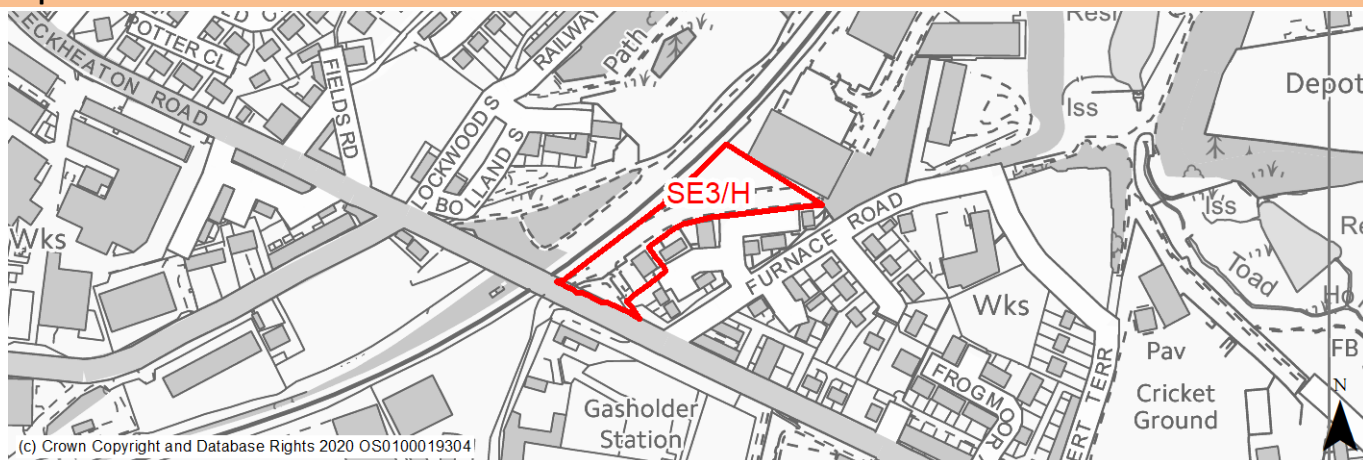 POTTER CL
RAILWAY
Path
Iss
Depot
ECKHEATON ROAD
FIELDS RD
LOCKWOOD S
BOLLAND S
SE3/H
Iss
Wks
FURNACE ROAD
Toad
Wks
Pav
FB
FROGMOOR
ERT TERR
Cricket
Ground
Gasholder
Station
N
(c) Crown Copyright and Database Rights 2020 OS0100019304